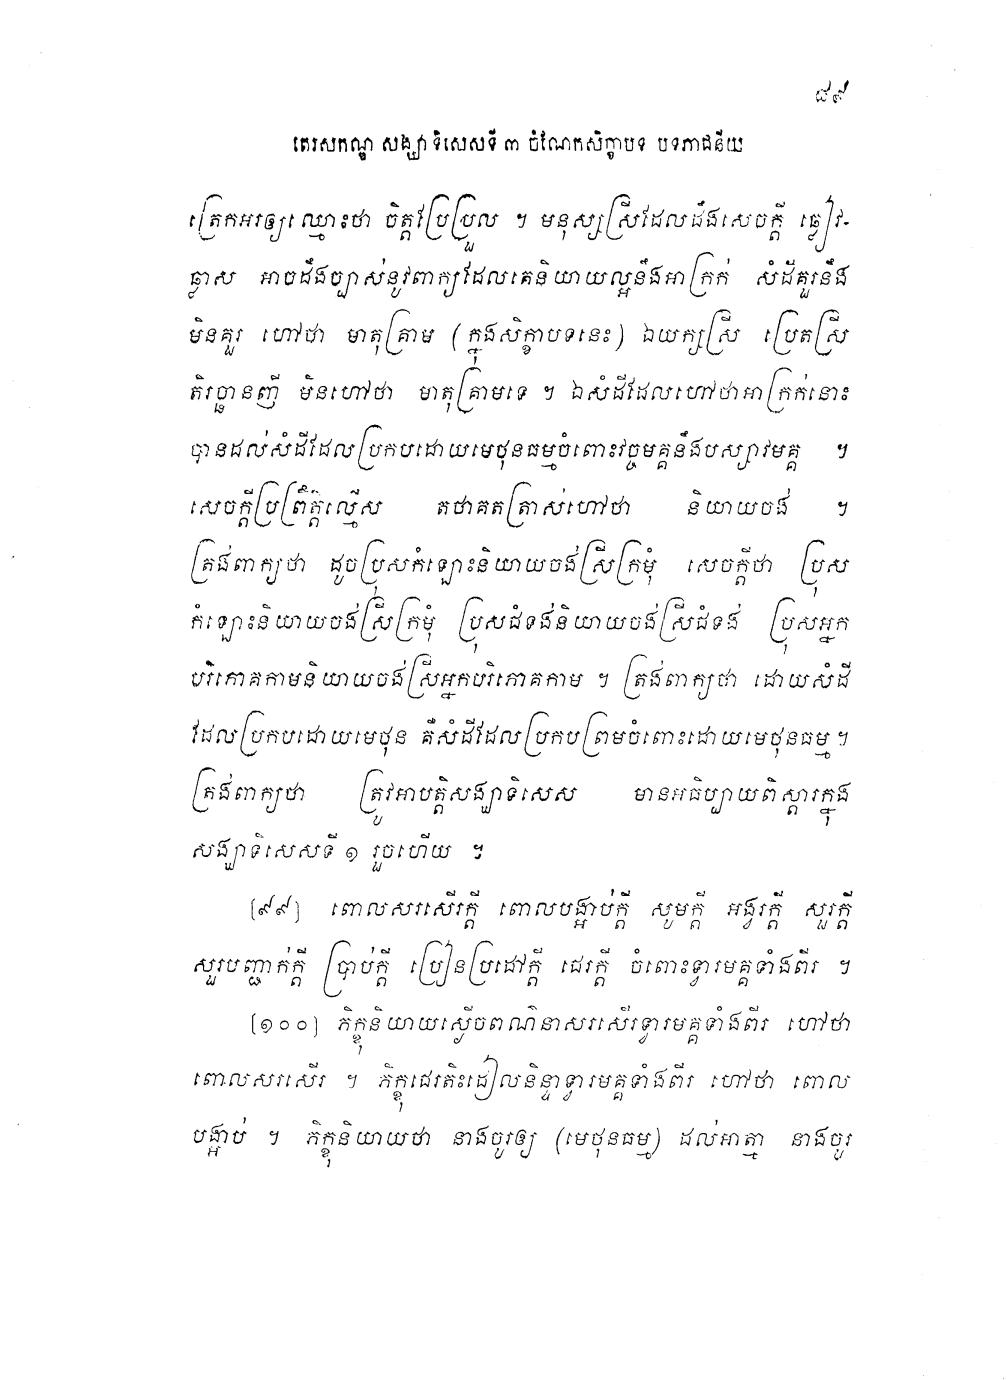 ៨៩
តេរសកណ្ឌ សង្ឃាទិសេសទី ៣ ចំណែកសិក្ខាបទ បទភាជនីយ
ត្រេកអរឲ្យឈ្មោះថា ចិត្តប្រែប្រួល ។ មនុស្សស្រីដែលដឹងសេចក្តី ឆ្លៀវ-
ឆ្លាស អាចដឹងច្បាស់នូវពាក្យដែលគេនិយាយល្អនឹងអាក្រក់ សំដីគួរនឹង
មិនគួរ ហៅថា មាតុគ្រាម (ក្នុងសិក្ខាបទនេះ) ឯយក្សស្រី ប្រេតស្រី
តិរច្ឆានញី មិនហៅថា មាតុគ្រាមទេ ។ ឯសំដីដែលហៅថាអាក្រក់នោះ
បានដល់សំដីដែលប្រកបដោយមេថុនធម្មចំពោះវច្ចមគ្គនឹងបស្សាវមគ្គ ។
សេចក្តីប្រព្រឹត្តល្មើស តថាគតត្រាស់ហៅថា និយាយចង់ ។
ត្រង់ពាក្យថា ដូចប្រុសកំឡោះនិយាយចង់ស្រីក្រមុំ សេចក្តីថា ប្រុស
កំឡោះនិយាយចង់ស្រីក្រមុំ ប្រុសជំទង់និយាយចង់ស្រីជំទង់ ប្រុសអ្នក
បរិភោគកាមនិយាយចង់ស្រីអ្នកបរិភោគកាម ។ ត្រង់ពាក្យថា ដោយសំដី
ដែលប្រកបដោយមេថុន គឺសំដីដែលប្រកបព្រមចំពោះដោយមេថុនធម្ម ។
ត្រង់ពាក្យថា ត្រូវអាបត្តិសង្ឃាទិសេស មានអធិប្បាយពិស្តារក្នុង
សង្ឃាទិសេសទី ១ រួចហើយ ។
[៩៩] ពោលសរសើរក្តី ពោលបង្អាប់ក្តី សូមក្តី អង្វរក្តី សួរក្តី
សួរបញ្ជាក់ក្តី ប្រាប់ក្តី ប្រៀនប្រដៅក្តី ជេរក្តី ចំពោះទ្វារមគ្គទាំងពីរ ។
[១០០] ភិក្ខុនិយាយស្ងើចពណ៌នាសរសើរទ្វារមគ្គទាំងពីរ ហៅថា
ពោលសរសើរ ។ ភិក្ខុជេរតិះដៀលនិន្ទាទ្វារមគ្គទាំងពីរ ហៅថា ពោល
បង្អាប់ ។ ភិក្ខុនិយាយថា នាងចូរឲ្យ (មេថុនធម្ម) ដល់អាត្មា នាងចូរ